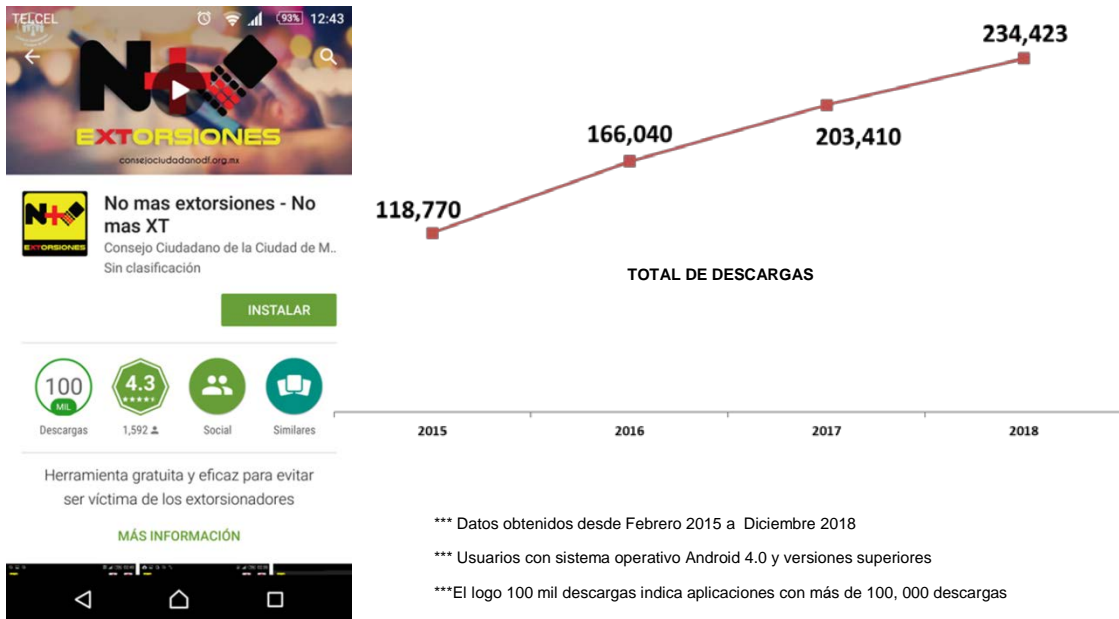 TELCEL 93% 12:43
N+
EXTORSIONES
consejociudadanodf.org.mx
N+
EXTORSIONES
No mas extorsiones - No
mas XT
Consejo Ciudadano de la Ciudad de M..
Sin clasificación
INSTALAR
100
MIL
4.3
Descargas
1,592
Social
Similares
Herramienta gratuita y eficaz para evitar
ser víctima de los extorsionadores
MÁS INFORMACIÓN
234,423
203,410
166,040
118,770
TOTAL DE DESCARGAS
2015 2016 2017 2018
*** Datos obtenidos desde Febrero 2015 a Diciembre 2018
*** Usuarios con sistema operativo Android 4.0 y versiones superiores
***El logo 100 mil descargas indica aplicaciones con más de 100, 000 descargas